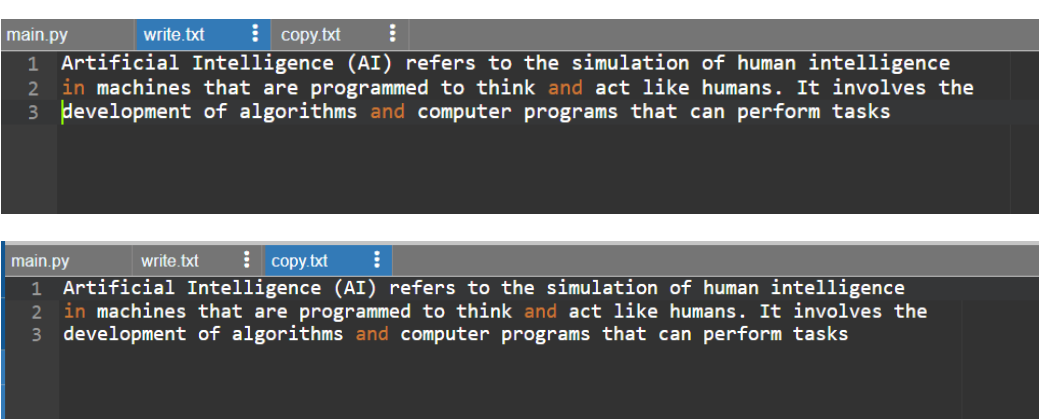 main.py write.txt ⋮ copy.txt ⋮
1 Artificial Intelligence (AI) refers to the simulation of human intelligence
2 in machines that are programmed to think and act like humans. It involves the
3 development of algorithms and computer programs that can perform tasks
main.py write.txt ⋮ copy.txt ⋮
1 Artificial Intelligence (AI) refers to the simulation of human intelligence
2 in machines that are programmed to think and act like humans. It involves the
3 development of algorithms and computer programs that can perform tasks